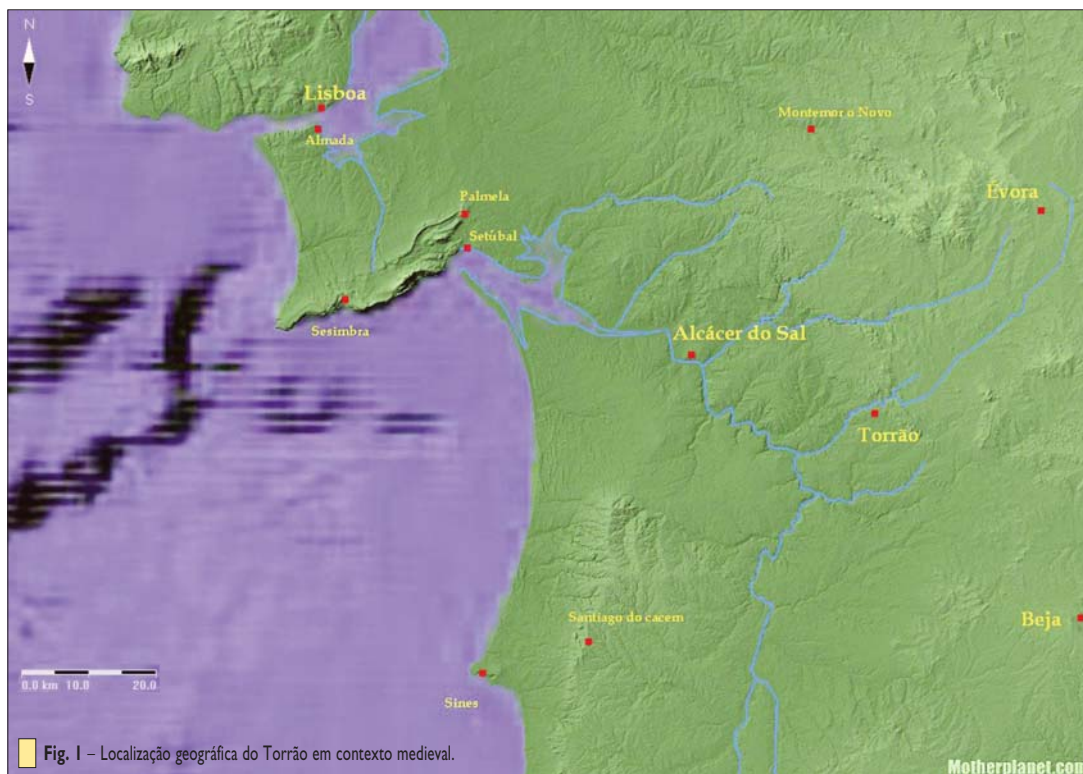 N
S
Lisboa
Almada
Montemor o Novo
Évora
Palmela
Setúbal
Sesimbra
Alcácer do Sal
Torrão
Santiago do cacem
Beja
Sines
0.0 km 10.0 20.0
Fig. 1 – Localização geográfica do Torrão em contexto medieval.
Motherplanet.com